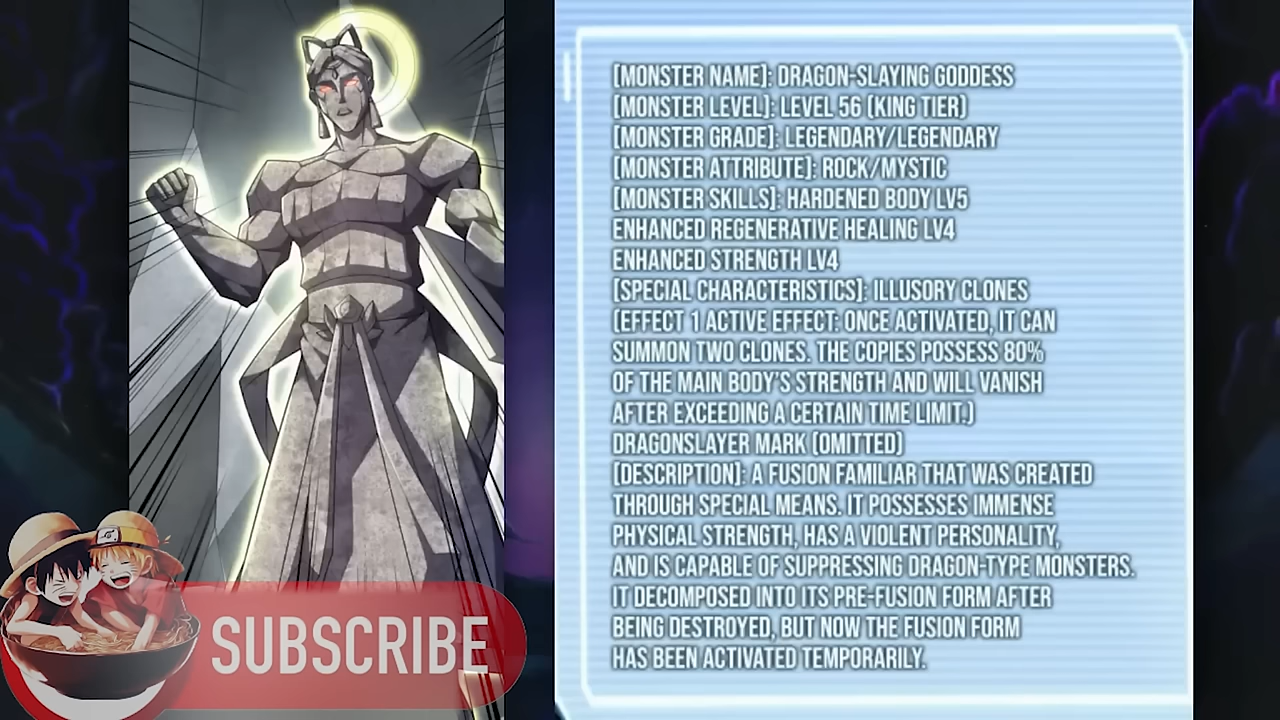 [MONSTER NAME]: DRAGON-SLAYING GODDESS
[MONSTER LEVEL]: LEVEL 56 (KING TIER)
[MONSTER GRADE]: LEGENDARY/LEGENDARY
[MONSTER ATTRIBUTE]: ROCK/MYSTIC
[MONSTER SKILLS]: HARDENED BODY LV5
ENHANCED REGENERATIVE HEALING LV4
ENHANCED STRENGTH LV4
[SPECIAL CHARACTERISTICS]: ILLUSORY CLONES
(EFFECT 1 ACTIVE EFFECT: ONCE ACTIVATED, IT CAN
SUMMON TWO CLONES. THE COPIES POSSESS 80%
OF THE MAIN BODY'S STRENGTH AND WILL VANISH
AFTER EXCEEDING A CERTAIN TIME LIMIT.)
DRAGONSLAYER MARK (OMITTED)
[DESCRIPTION]: A FUSION FAMILIAR THAT WAS CREATED
THROUGH SPECIAL MEANS. IT POSSESSES IMMENSE
PHYSICAL STRENGTH, HAS A VIOLENT PERSONALITY,
AND IS CAPABLE OF SUPPRESSING DRAGON-TYPE MONSTERS.
IT DECOMPOSED INTO ITS PRE-FUSION FORM AFTER
BEING DESTROYED, BUT NOW THE FUSION FORM
HAS BEEN ACTIVATED TEMPORARILY.
SUBSCRIBE